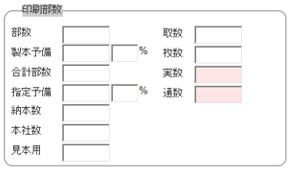 印刷部数
部数
製本予備 %
合計部数
指定予備 %
納本数
本社数
見本用
取数
枚数
実数
通数